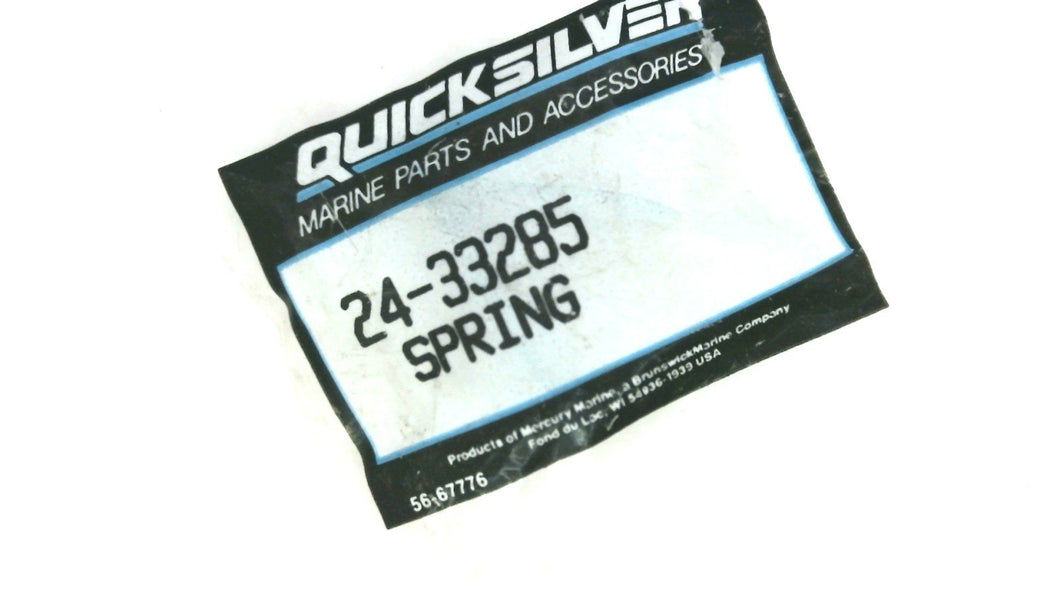 QUICKSILVER
MARINE PARTS AND ACCESSORIES
24-33285
SPRING
Products of Mercury Marine, a Brunswick Marine Company
Fond du Lac, WI 54936-1939 USA
56-67776